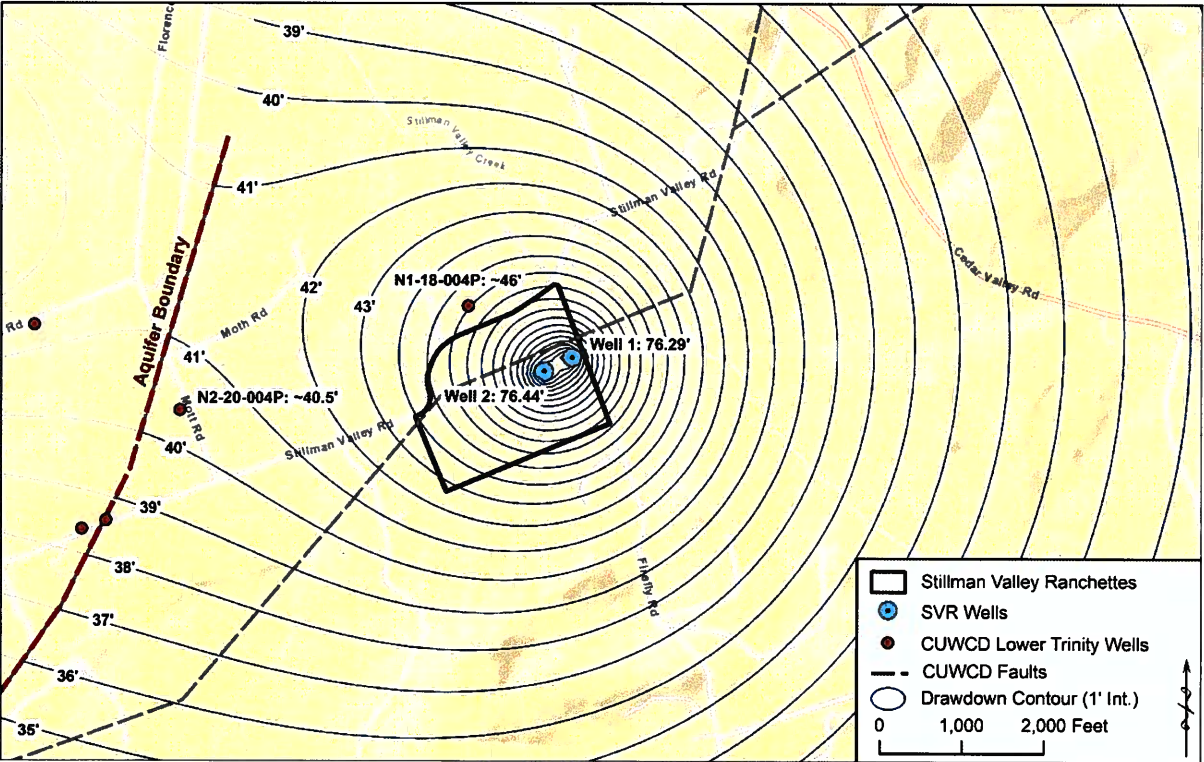 39'
Florenc
40'
Stillman Valley Creek
41'
Stillman Valley Rd
Aquifer Boundary
Cedar Valley Rd
N1-18-004P: ~46'
42'
43'
Rd
Moth Rd
Well 1: 76.29'
41'
N2-20-004P: ~40.5'
Well 2: 76.44'
Mott Rd
Stillman Valley Rd
40'
39'
38'
Firefly Rd
37'
36'
35'
Stillman Valley Ranchettes
SVR Wells
CUWCD Lower Trinity Wells
CUWCD Faults
Drawdown Contour (1' Int.)
0 1,000 2,000 Feet